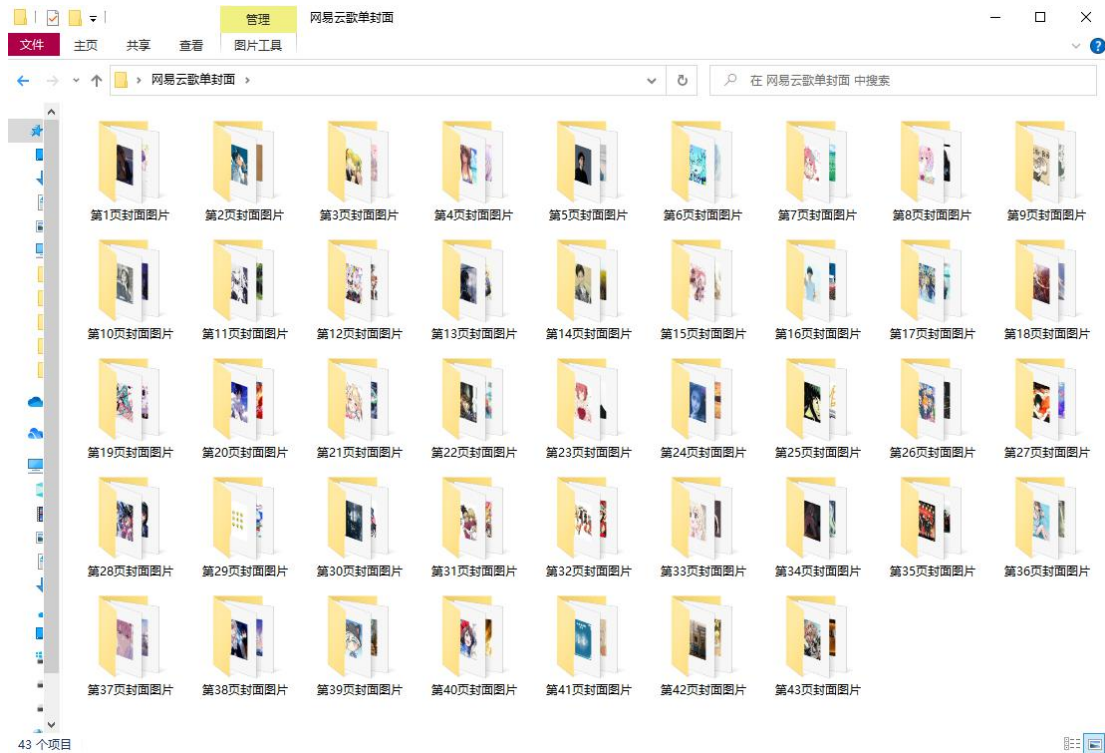 管理
网易云歌单封面
文件
主页
共享
查看
图片工具
?
网易云歌单封面
在 网易云歌单封面 中搜索
第1页封面图片 第2页封面图片 第3页封面图片 第4页封面图片 第5页封面图片 第6页封面图片 第7页封面图片 第8页封面图片 第9页封面图片
第10页封面图片 第11页封面图片 第12页封面图片 第13页封面图片 第14页封面图片 第15页封面图片 第16页封面图片 第17页封面图片 第18页封面图片
第19页封面图片 第20页封面图片 第21页封面图片 第22页封面图片 第23页封面图片 第24页封面图片 第25页封面图片 第26页封面图片 第27页封面图片
第28页封面图片 第29页封面图片 第30页封面图片 第31页封面图片 第32页封面图片 第33页封面图片 第34页封面图片 第35页封面图片 第36页封面图片
第37页封面图片 第38页封面图片 第39页封面图片 第40页封面图片 第41页封面图片 第42页封面图片 第43页封面图片
43 个项目